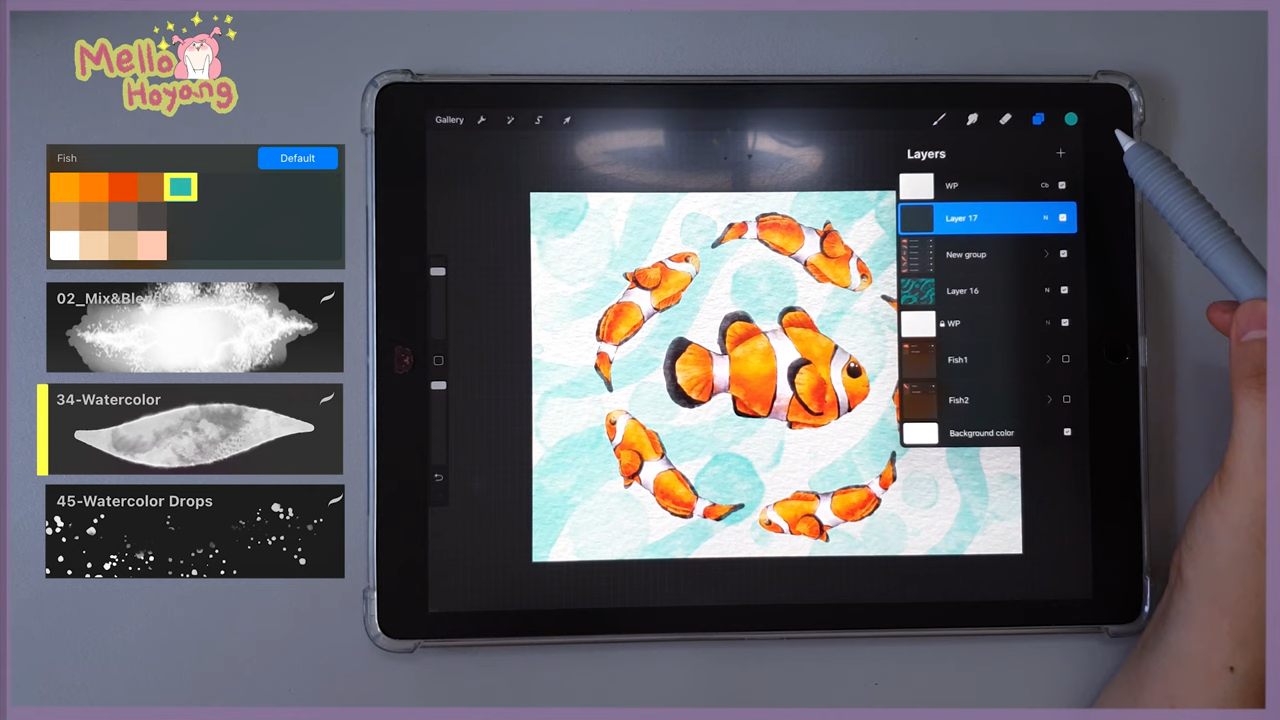 Mello
Hoyang
Fish
Default
02_Mix&Blen
34-Watercolor
45-Watercolor Drops
Gallery
Layers
WP
Cb
Layer 17
N
New group
Layer 16
N
WP
N
Fish1
Fish2
Background color